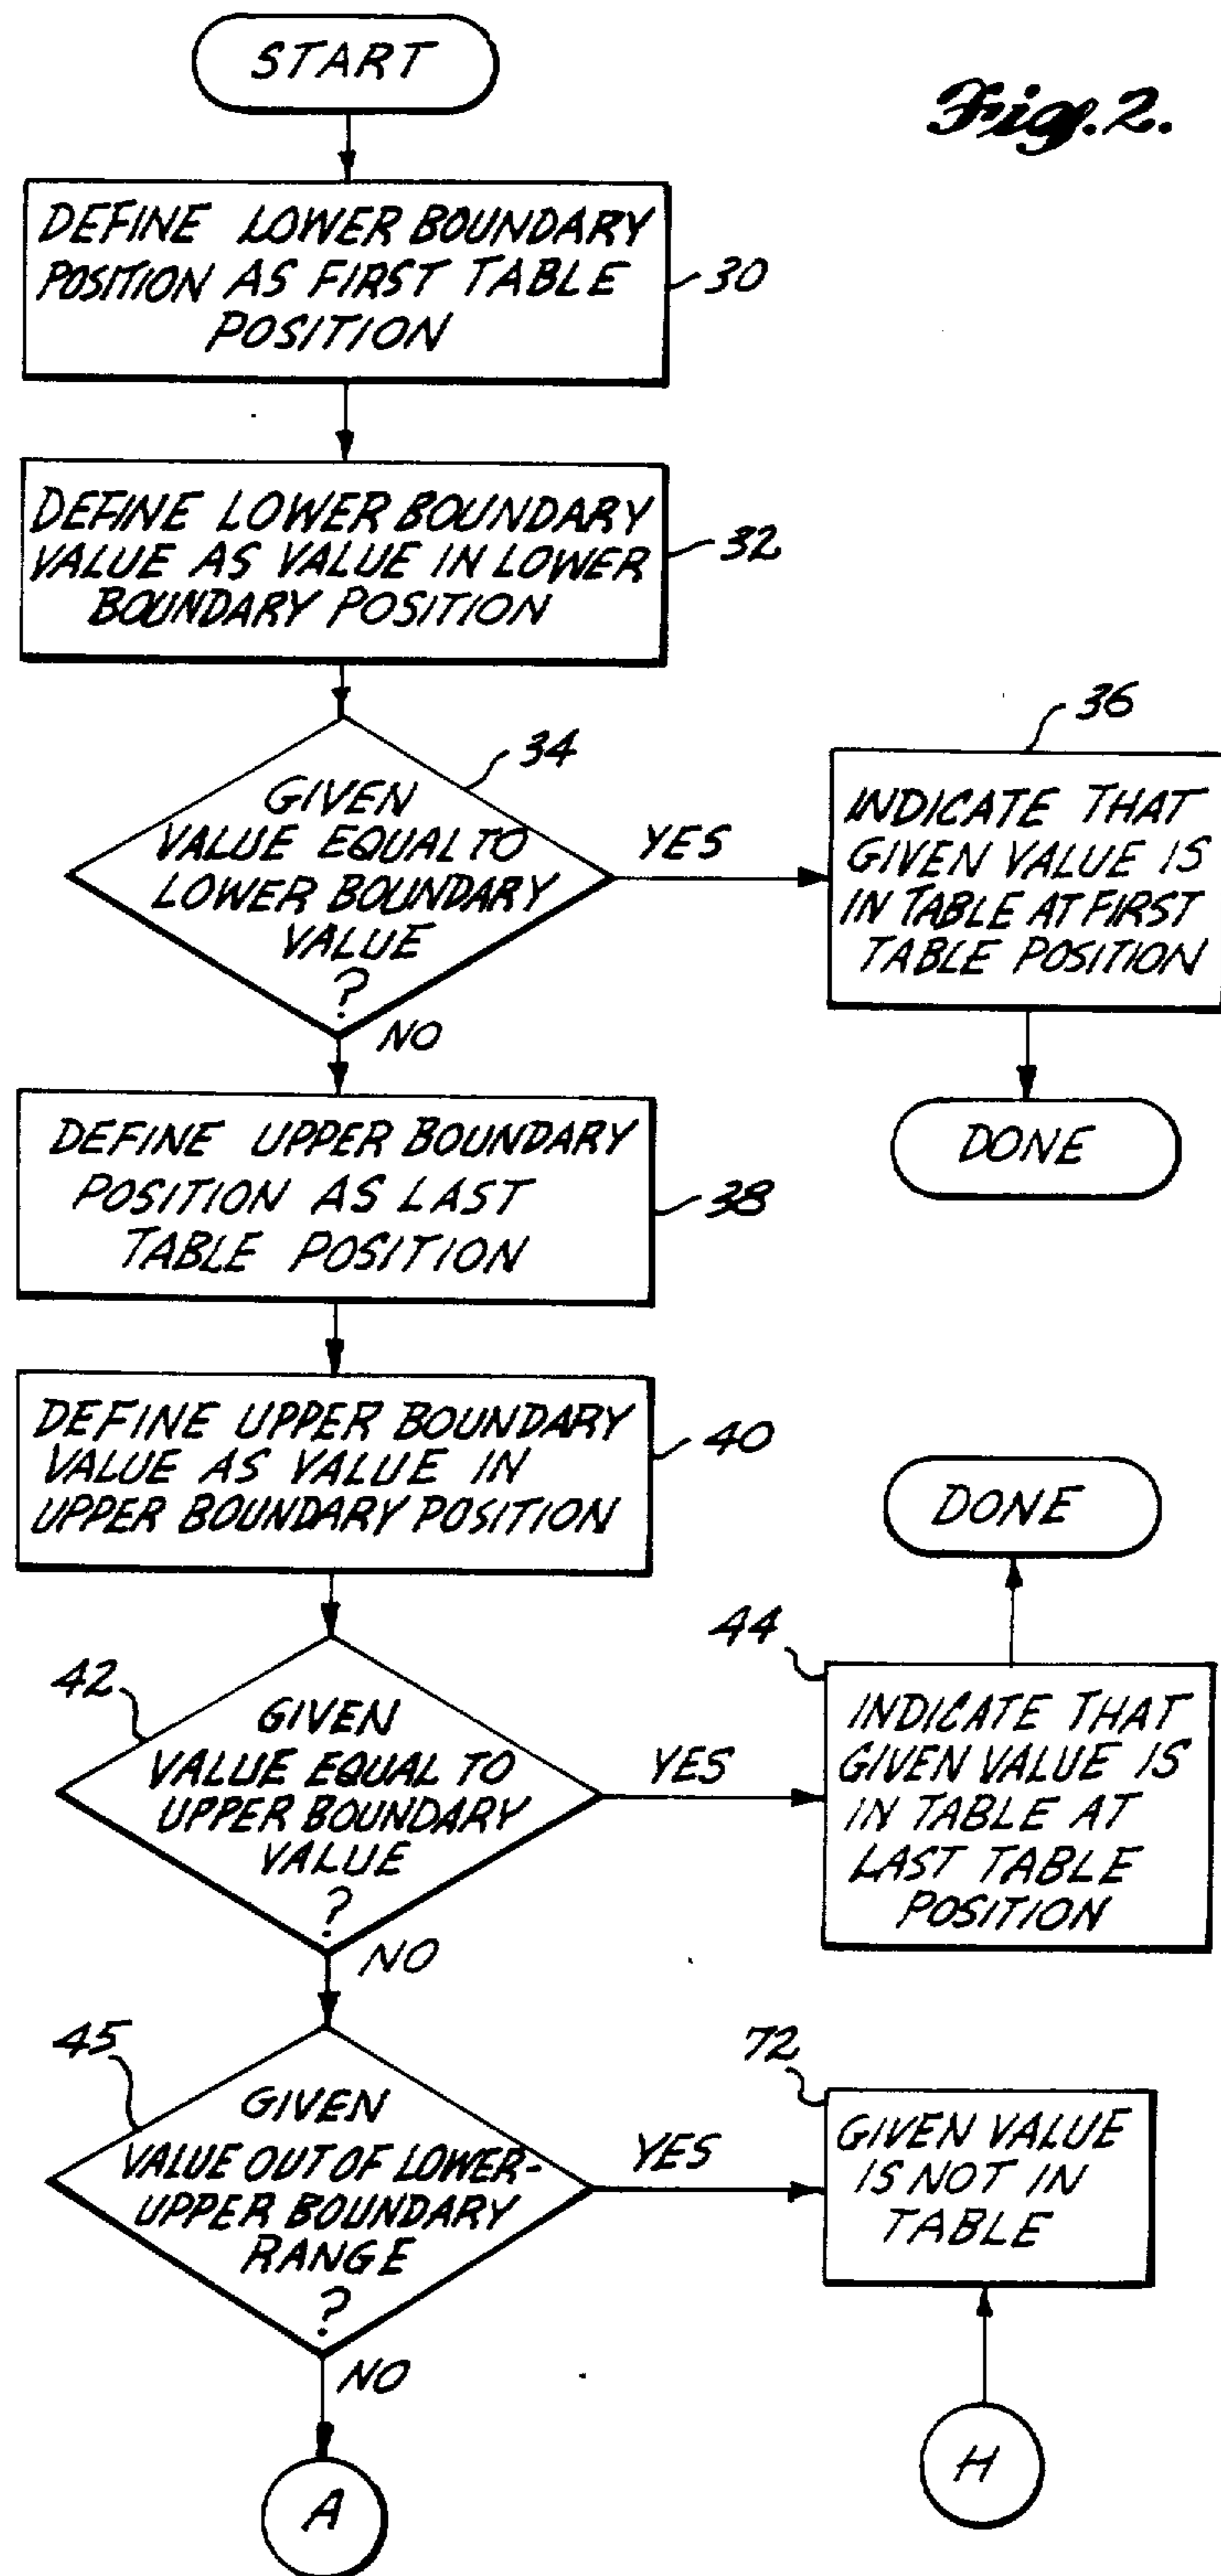 START
Fig. 2.
DEFINE LOWER BOUNDARY
POSITION AS FIRST TABLE
POSITION
30
DEFINE LOWER BOUNDARY
VALUE AS VALUE IN LOWER
BOUNDARY POSITION
32
34
GIVEN
VALUE EQUAL TO
LOWER BOUNDARY
VALUE
?
YES
NO
36
INDICATE THAT
GIVEN VALUE IS
IN TABLE AT FIRST
TABLE POSITION
DONE
DEFINE UPPER BOUNDARY
POSITION AS LAST
TABLE POSITION
38
DEFINE UPPER BOUNDARY
VALUE AS VALUE IN
UPPER BOUNDARY POSITION
40
DONE
42
GIVEN
VALUE EQUAL TO
UPPER BOUNDARY
VALUE
?
YES
NO
44
INDICATE THAT
GIVEN VALUE IS
IN TABLE AT
LAST TABLE
POSITION
45
GIVEN
VALUE OUT OF LOWER-
UPPER BOUNDARY
RANGE
?
YES
NO
72
GIVEN VALUE
IS NOT IN
TABLE
H
A